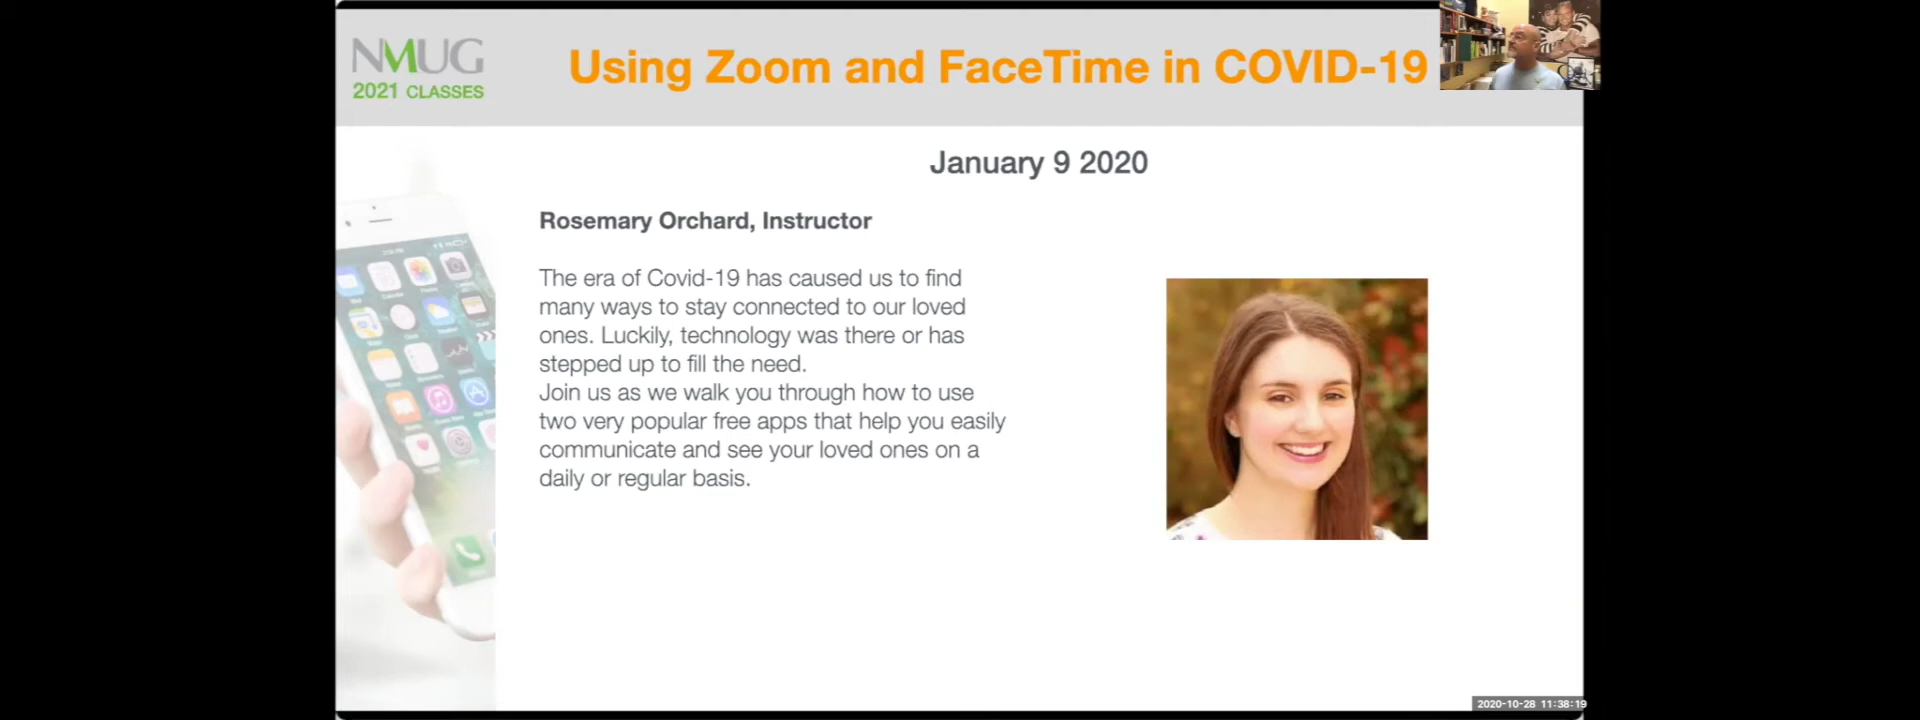 NMUG
2021 CLASSES
Using Zoom and FaceTime in COVID-19
January 9 2020
Rosemary Orchard, Instructor
The era of Covid-19 has caused us to find
many ways to stay connected to our loved
ones. Luckily, technology was there or has
stepped up to fill the need.
Join us as we walk you through how to use
two very popular free apps that help you easily
communicate and see your loved ones on a
daily or regular basis.
2020-10-28 11:38:19